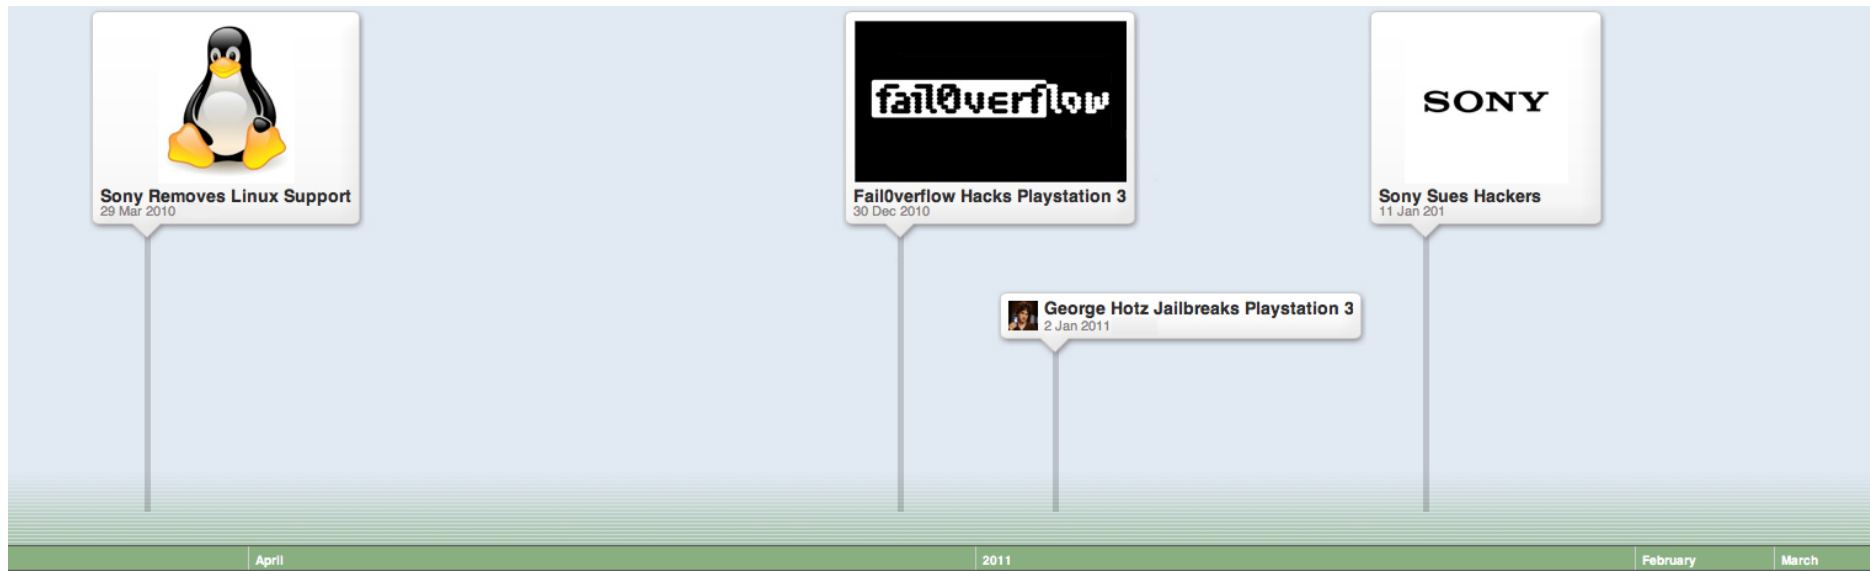 fail0verflow
SONY
Sony Removes Linux Support
29 Mar 2010
Fail0verflow Hacks Playstation 3
30 Dec 2010
Sony Sues Hackers
11 Jan 201
George Hotz Jailbreaks Playstation 3
2 Jan 2011
April
2011
February
March